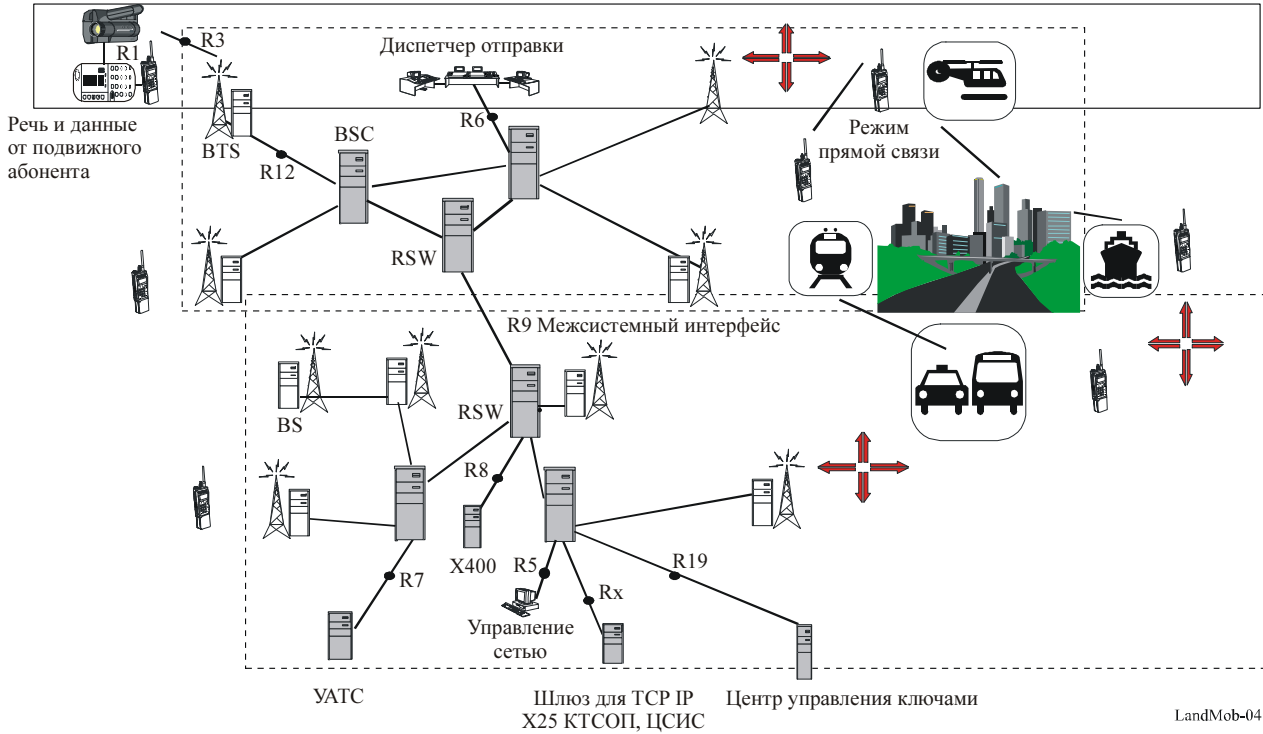 R3
R1
Диспетчер отправки
Речь и данные
от подвижного
абонента
BTS
BSC
R6
R12
Режим
прямой связи
RSW
R9 Межсистемный интерфейс
BS
RSW
R8
X400
R5
R19
R7
Rx
Управление
сетью
УАТС
Шлюз для TCP IP
X25 КТСОП, ЦСИС
Центр управления ключами
LandMob-04